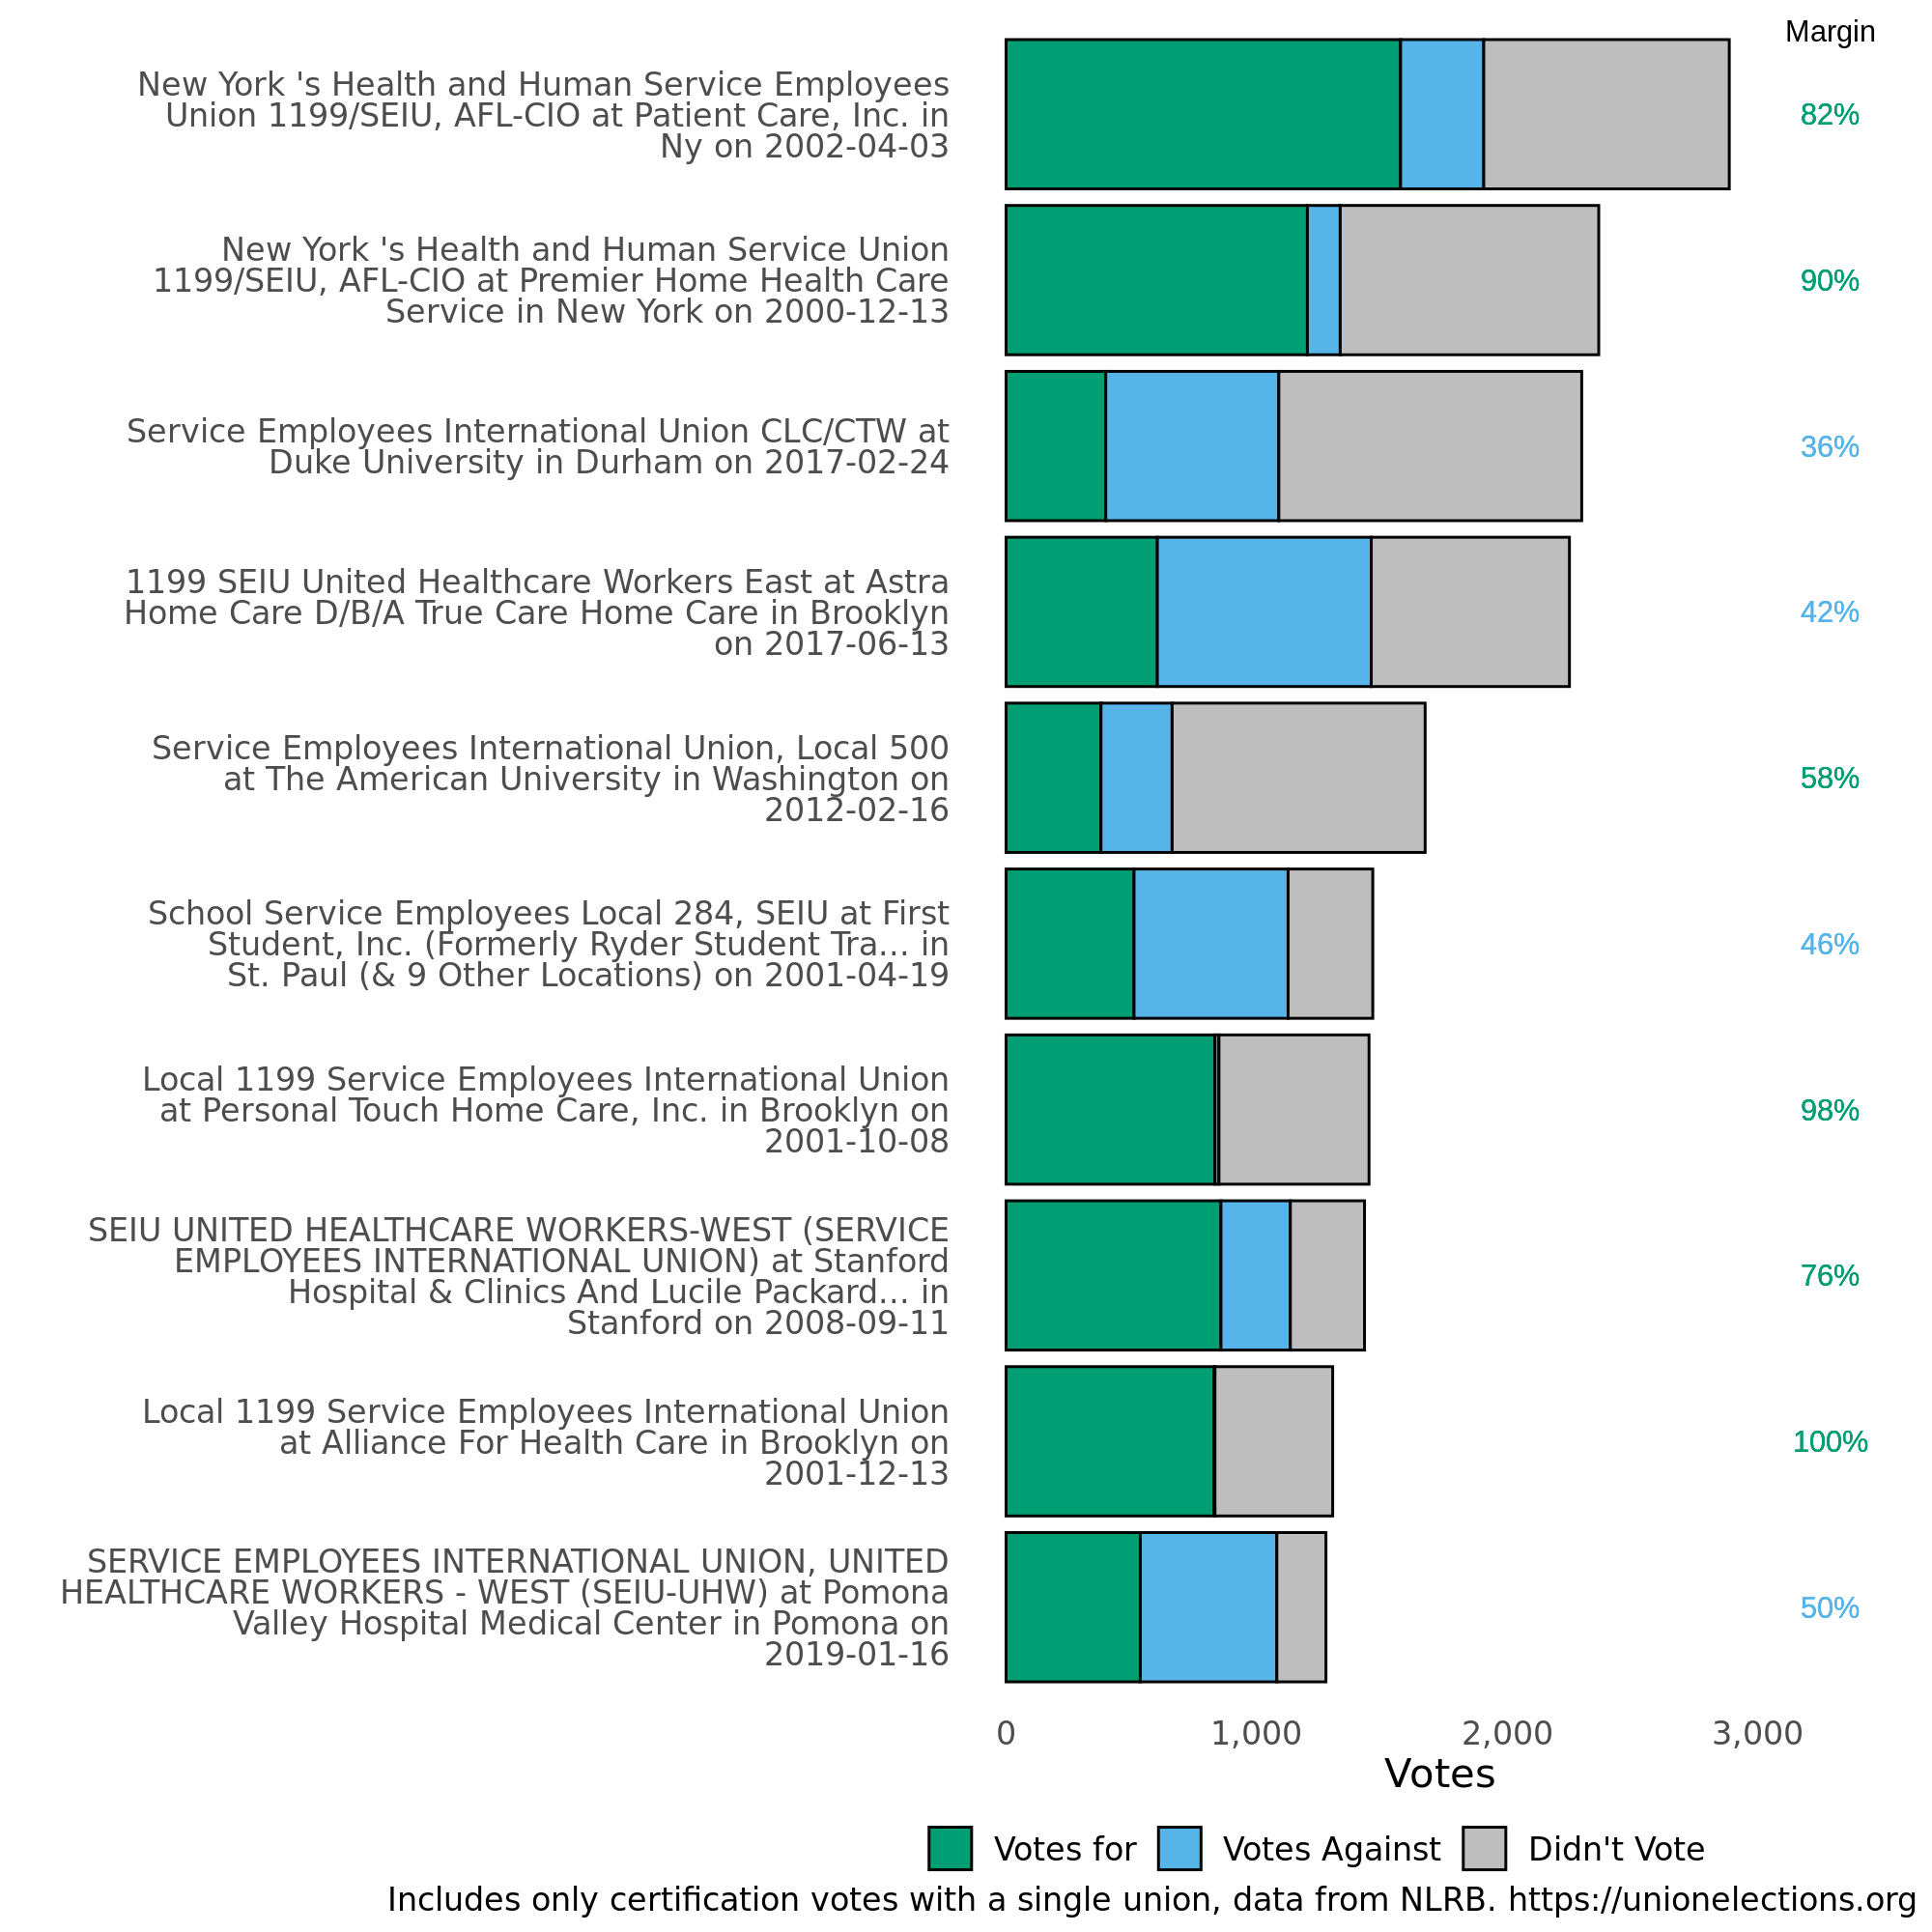 Margin
New York 's Health and Human Service Employees
Union 1199/SEIU, AFL-CIO at Patient Care, Inc. in
Ny on 2002-04-03
82%
New York 's Health and Human Service Union
1199/SEIU, AFL-CIO at Premier Home Health Care
Service in New York on 2000-12-13
90%
Service Employees International Union CLC/CTW at
Duke University in Durham on 2017-02-24
36%
1199 SEIU United Healthcare Workers East at Astra
Home Care D/B/A True Care Home Care in Brooklyn
on 2017-06-13
42%
Service Employees International Union, Local 500
at The American University in Washington on
2012-02-16
58%
School Service Employees Local 284, SEIU at First
Student, Inc. (Formerly Ryder Student Tra... in
St. Paul (& 9 Other Locations) on 2001-04-19
46%
Local 1199 Service Employees International Union
at Personal Touch Home Care, Inc. in Brooklyn on
2001-10-08
98%
SEIU UNITED HEALTHCARE WORKERS-WEST (SERVICE
EMPLOYEES INTERNATIONAL UNION) at Stanford
Hospital & Clinics And Lucile Packard... in
Stanford on 2008-09-11
76%
Local 1199 Service Employees International Union
at Alliance For Health Care in Brooklyn on
2001-12-13
100%
SERVICE EMPLOYEES INTERNATIONAL UNION, UNITED
HEALTHCARE WORKERS - WEST (SEIU-UHW) at Pomona
Valley Hospital Medical Center in Pomona on
2019-01-16
50%
0 1,000 2,000 3,000
Votes
Votes for Votes Against Didn't Vote
Includes only certification votes with a single union, data from NLRB. https://unionelections.org